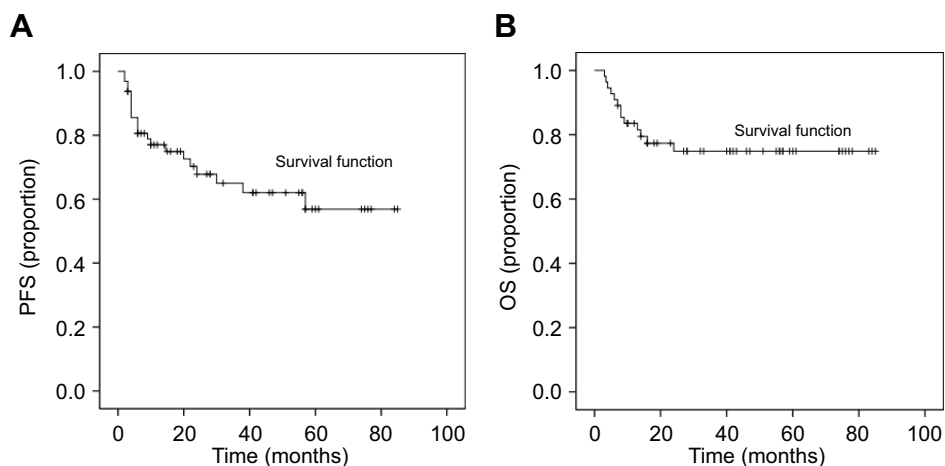 A
PFS (proportion)
1.0
0.8
0.6
0.4
0.2
0.0
Survival function
0 20 40 60 80 100
Time (months)
B
OS (proportion)
1.0
0.8
0.6
0.4
0.2
0.0
Survival function
0 20 40 60 80 100
Time (months)